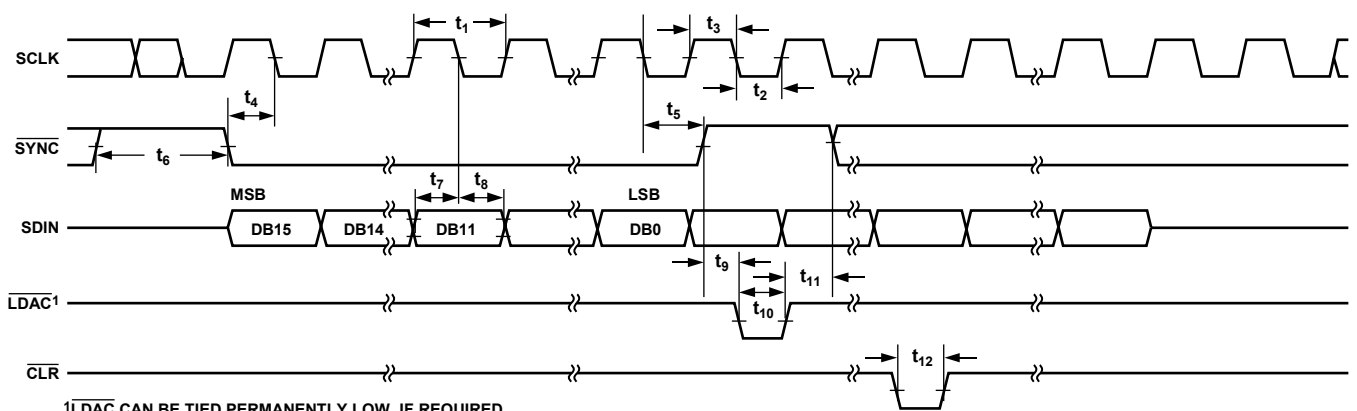 t1 t3
SCLK
t4 t2
t5
SYNC
t6
t7 t8
MSB LSB
SDIN DB15 DB14 DB11 DB0
t9 t11
LDAC1 t10
t12
CLR
1LDAC CAN BE TIED PERMANENTLY LOW, IF REQUIRED.